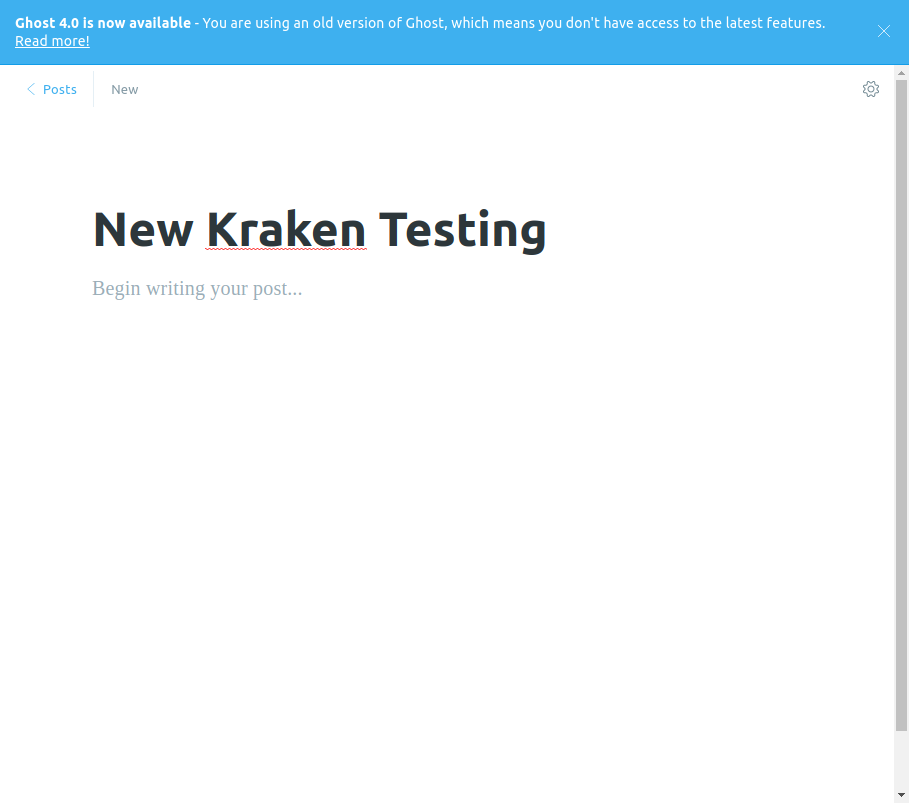 Ghost 4.0 is now available - You are using an old version of Ghost, which means you don't have access to the latest features.
Read more!
Posts
New
New Kraken Testing
Begin writing your post...